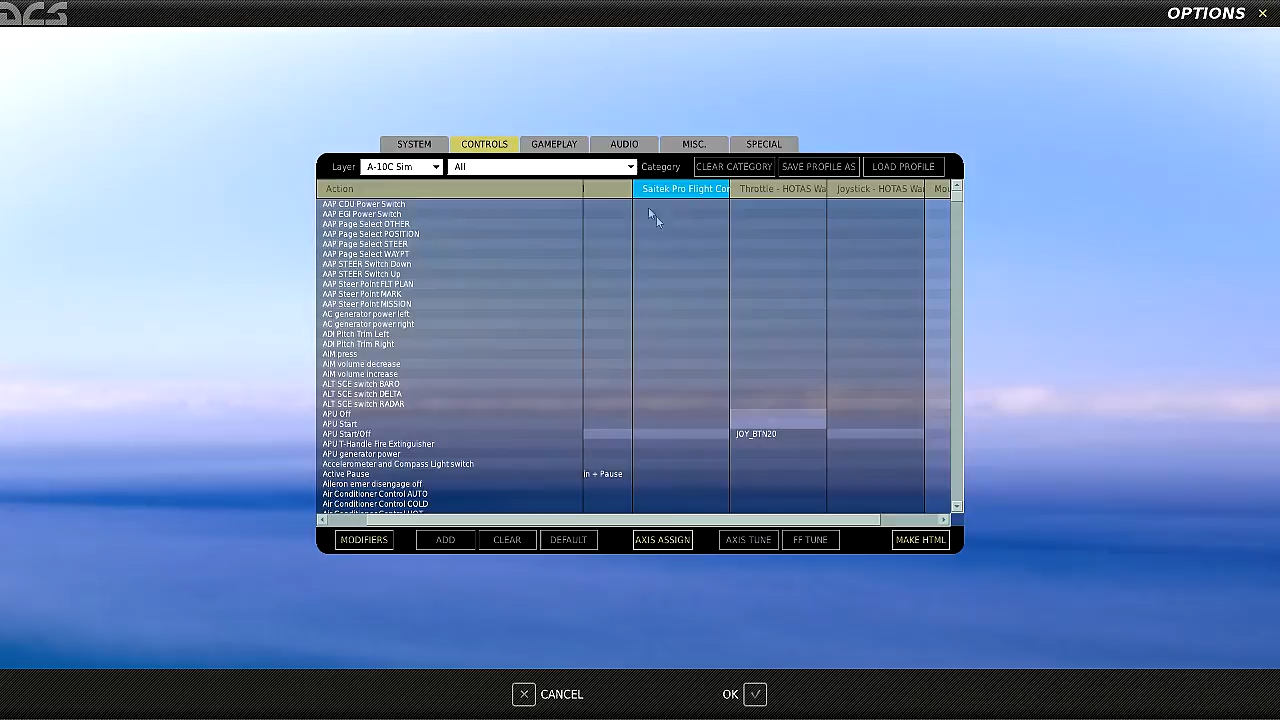 DCS
OPTIONS
SYSTEM CONTROLS GAMEPLAY AUDIO MISC. SPECIAL
Layer A-10C Sim All Category CLEAR CATEGORY SAVE PROFILE AS LOAD PROFILE
Action Saitek Pro Flight Cor Throttle - HOTAS Wa Joystick - HOTAS Wa Mou
AAP CDU Power Switch
AAP EGI Power Switch
AAP Page Select OTHER
AAP Page Select POSITION
AAP Page Select STEER
AAP Page Select WAYPT
AAP STEER Switch Down
AAP STEER Switch Up
AAP Steer Point FLT PLAN
AAP Steer Point MARK
AAP Steer Point MISSION
AC generator power left
AC generator power right
ADI Pitch Trim Left
ADI Pitch Trim Right
AIM press
AIM volume decrease
AIM volume increase
ALT SCE switch BARO
ALT SCE switch DELTA
ALT SCE switch RADAR
APU Off
APU Start
APU Start/Off JOY_BTN20
APU T-Handle Fire Extinguisher
APU generator power
Accelerometer and Compass Light switch
Active Pause in + Pause
Aileron emer disengage off
Air Conditioner Control AUTO
Air Conditioner Control COLD
Air Conditioner Control HOT
MODIFIERS ADD CLEAR DEFAULT AXIS ASSIGN AXIS TUNE FF TUNE MAKE HTML
CANCEL OK